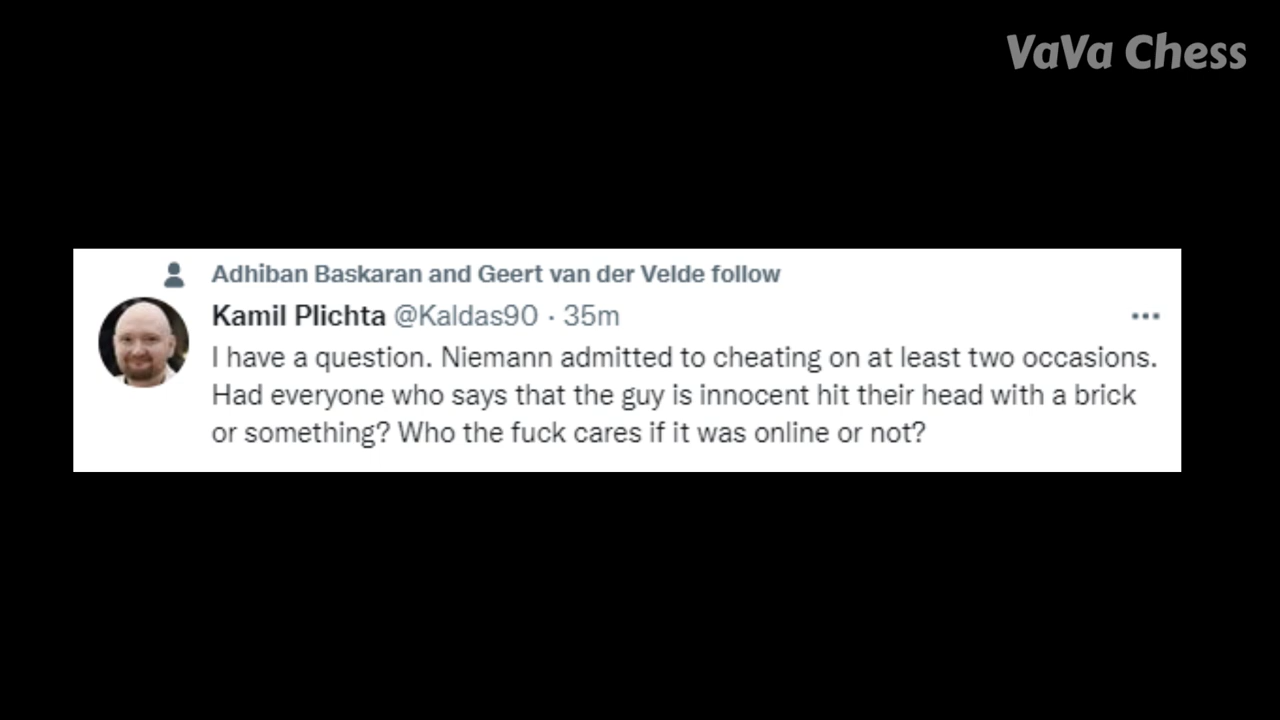 VaVa Chess
Adhiban Baskaran and Geert van der Velde follow
Kamil Plichta @Kaldas90 · 35m
I have a question. Niemann admitted to cheating on at least two occasions.
Had everyone who says that the guy is innocent hit their head with a brick
or something? Who the fuck cares if it was online or not?